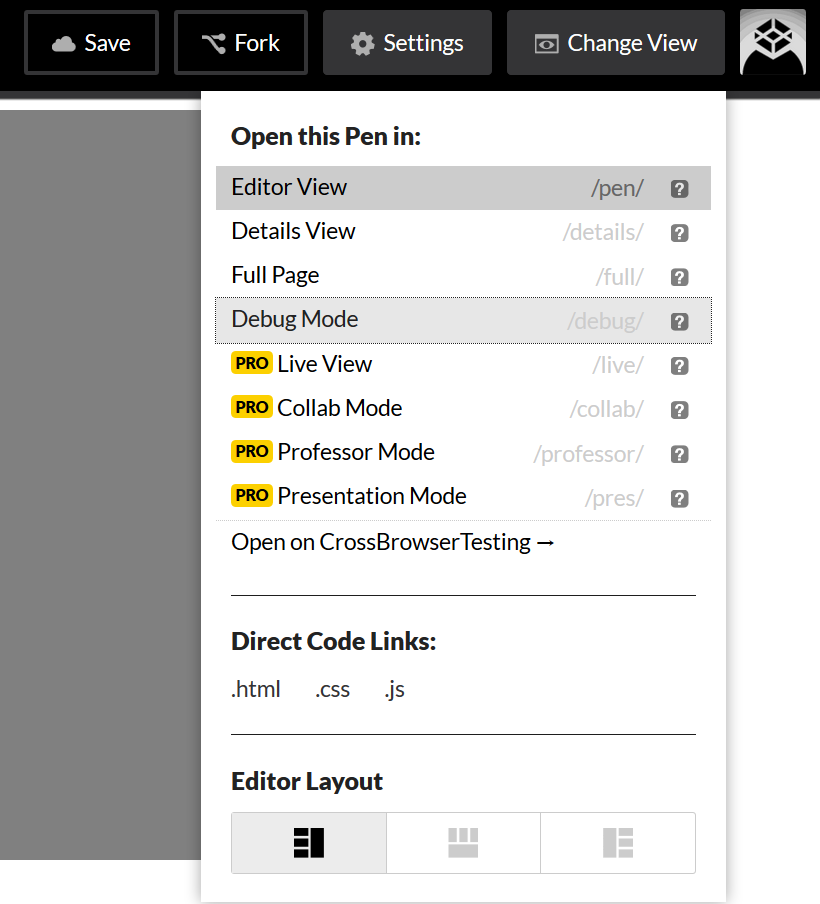 Save Fork Settings Change View
Open this Pen in:
Editor View /pen/ ?
Details View /details/ ?
Full Page /full/ ?
Debug Mode /debug/ ?
PRO Live View /live/ ?
PRO Collab Mode /collab/ ?
PRO Professor Mode /professor/ ?
PRO Presentation Mode /pres/ ?
Open on CrossBrowserTesting →
Direct Code Links:
.html .css .js
Editor Layout